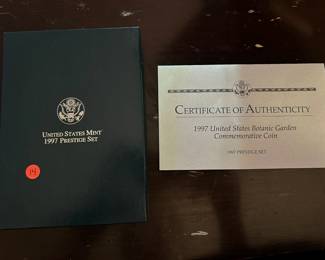 UNITED STATES MINT
1997 PRESTIGE SET
14
CERTIFICATE OF AUTHENTICITY
1997 United States Botanic Garden
Commemorative Coin
1997 PRESTIGE SET